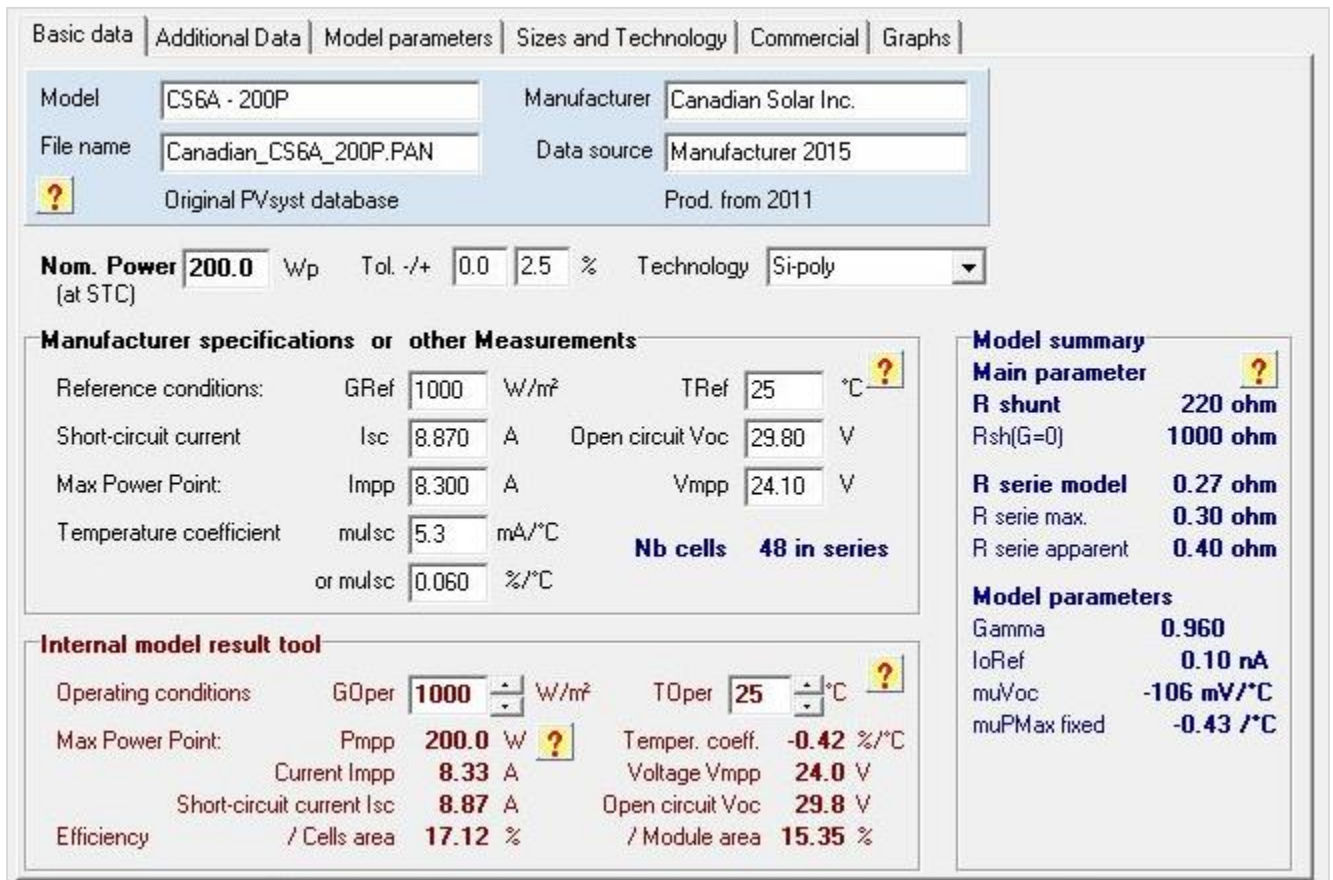 Basic data Additional Data Model parameters Sizes and Technology Commercial Graphs
Model CS6A - 200P Manufacturer Canadian Solar Inc.
File name Canadian_CS6A_200P.PAN Data source Manufacturer 2015
? Original PVsyst database Prod. from 2011
Nom. Power 200.0 Wp Tol. -/+ 0.0 2.5 % Technology Si-poly
(at STC)
Manufacturer specifications or other Measurements
?
Reference conditions: GRef 1000 W/m² TRef 25 °C
Short-circuit current Isc 8.870 A Open circuit Voc 29.80 V
Max Power Point: Impp 8.300 A Vmpp 24.10 V
Temperature coefficient muIsc 5.3 mA/°C
Nb cells 48 in series
or muIsc 0.060 %/°C
Internal model result tool
?
Operating conditions GOper 1000 W/m² TOper 25 °C
Max Power Point: Pmpp 200.0 W ? Temper. coeff. -0.42 %/°C
Current Impp 8.33 A Voltage Vmpp 24.0 V
Short-circuit current Isc 8.87 A Open circuit Voc 29.8 V
Efficiency / Cells area 17.12 % / Module area 15.35 %
Model summary
Main parameter ?
R shunt 220 ohm
Rsh(G=0) 1000 ohm
R serie model 0.27 ohm
R serie max. 0.30 ohm
R serie apparent 0.40 ohm
Model parameters
Gamma 0.960
IoRef 0.10 nA
muVoc -106 mV/°C
muPMax fixed -0.43 /°C